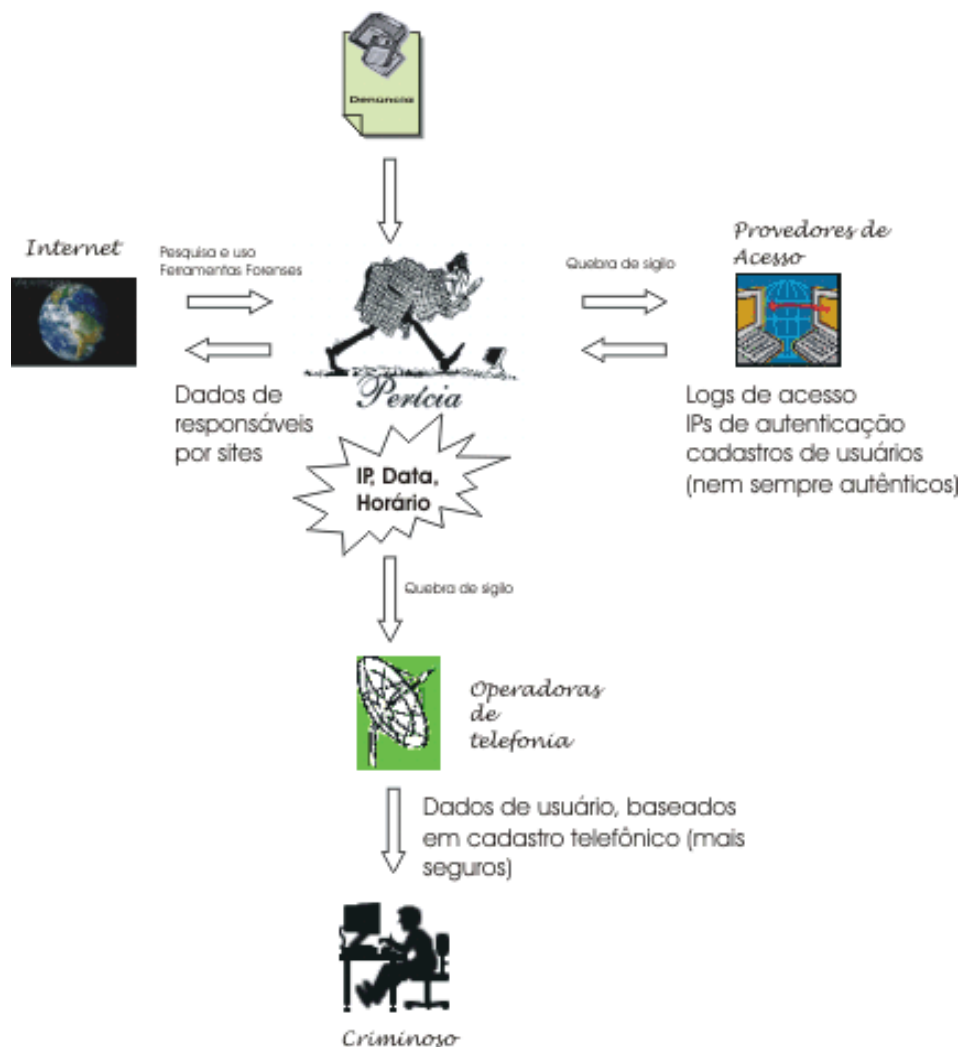 Denúncia
Internet
Pesquisa e uso
Ferramentas Forenses
Quebra de sigilo
Provedores de
Acesso
Perícia
Dados de
responsáveis
por sites
Logs de acesso
IPs de autenticação
cadastros de usuários
(nem sempre autênticos)
IP, Data,
Horário
Quebra de sigilo
Operadoras
de
telefonia
Dados de usuário, baseados
em cadastro telefônico (mais
seguros)
Criminoso